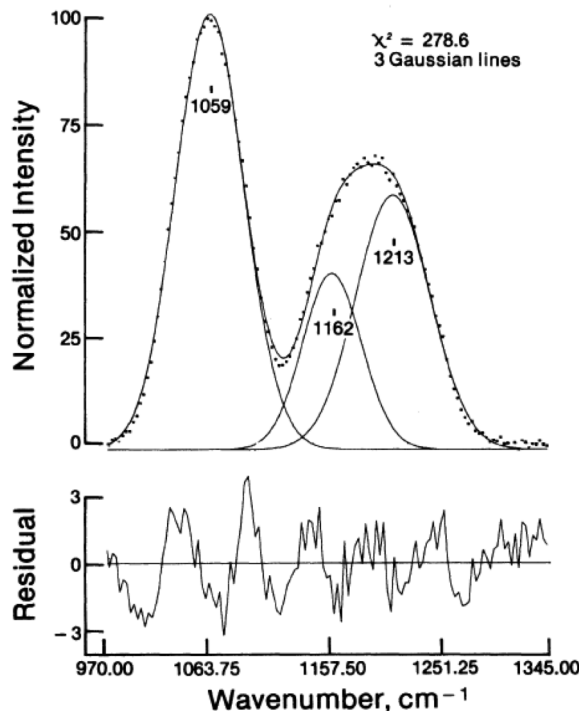 χ² = 278.6
3 Gaussian lines
Normalized Intensity
100
75
50
25
0
1059
1162
1213
Residual
3
0
−3
970.00 1063.75 1157.50 1251.25 1345.00
Wavenumber, cm⁻¹